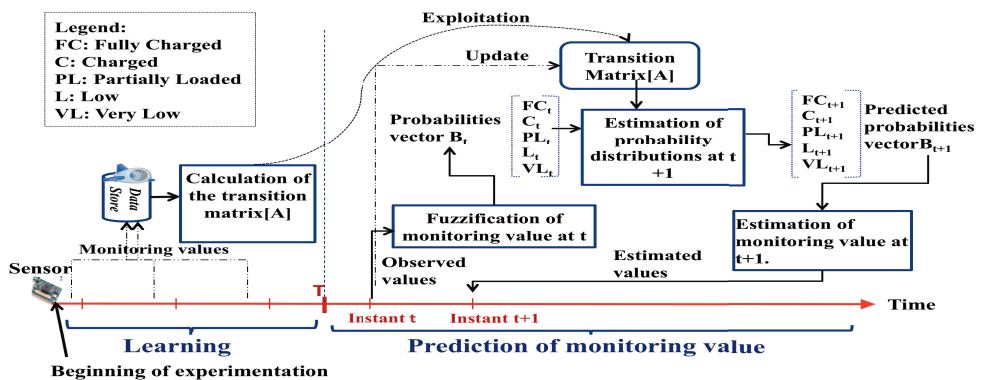 Legend:
FC: Fully Charged
C: Charged
PL: Partially Loaded
L: Low
VL: Very Low
Exploitation
Update
Transition
Matrix[A]
Probabilities
vector Bt
FCt
Ct
PLt
Lt
VLt
Estimation of
probability
distributions at t
+1
FCt+1
Ct+1
PLt+1
Lt+1
VLt+1
Predicted
probabilities
vectorBt+1
Data
Store
Calculation of
the transition
matrix[A]
Fuzzification of
monitoring value at t
Estimation of
monitoring value at
t+1.
Monitoring values
Observed
values
Estimated
values
Sensor
T
Instant t
Instant t+1
Time
Learning
Prediction of monitoring value
Beginning of experimentation